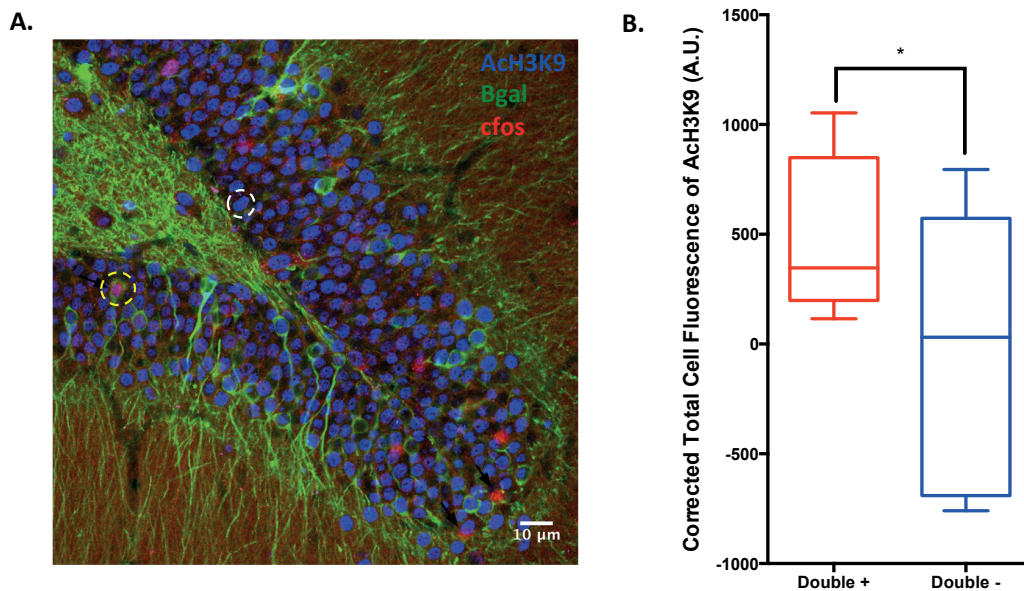 A.
AcH3K9
Bgal
cfos
10 µm
B.
Corrected Total Cell Fluorescence of AcH3K9 (A.U.)
1500
1000
500
0
-500
-1000
*
Double +
Double -